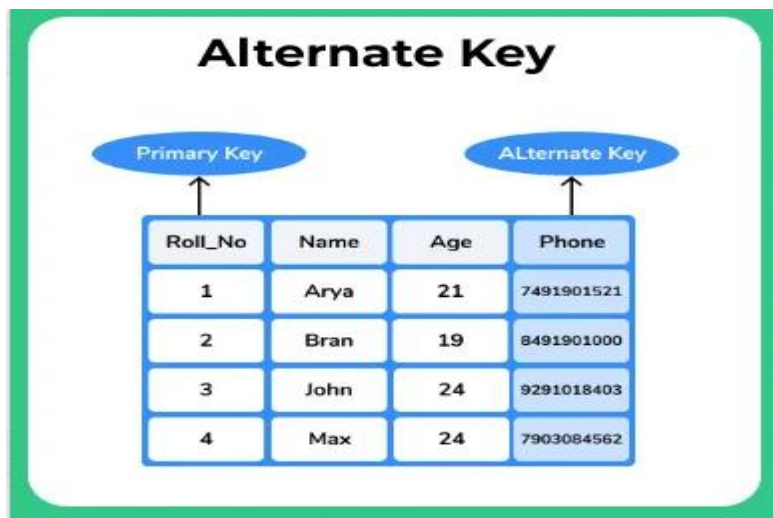 Alternate Key
Primary Key ALternate Key
Roll_No Name Age Phone
1 Arya 21 7491901521
2 Bran 19 8491901000
3 John 24 9291018403
4 Max 24 7903084562